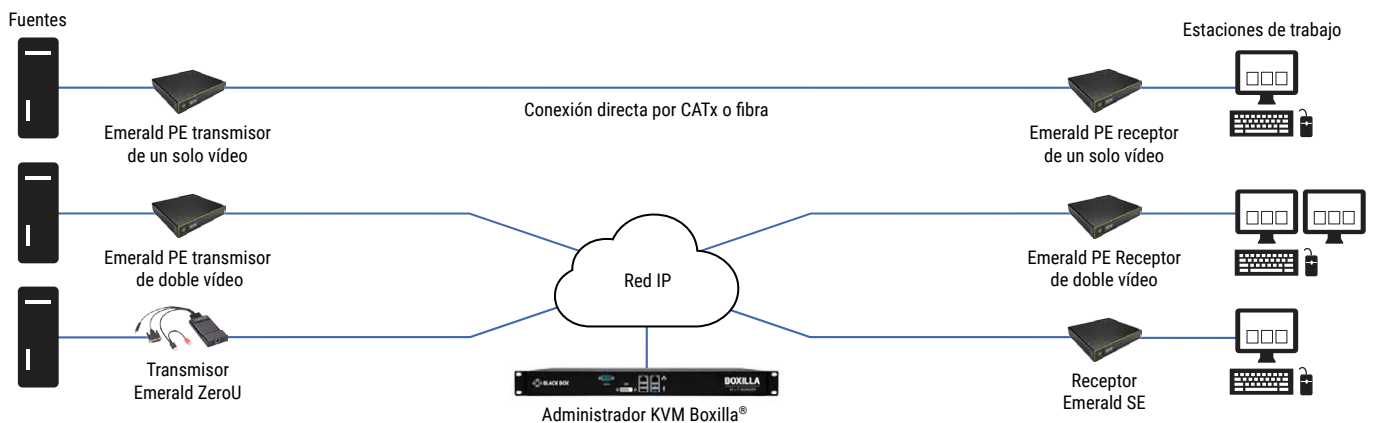 Fuentes
Estaciones de trabajo
Conexión directa por CATx o fibra
Emerald PE transmisor
de un solo vídeo
Emerald PE receptor
de un solo vídeo
Emerald PE transmisor
de doble vídeo
Red IP
Emerald PE Receptor
de doble vídeo
Transmisor
Emerald ZeroU
BLACK BOX
BOXILLA
Administrador KVM Boxilla®
Receptor
Emerald SE